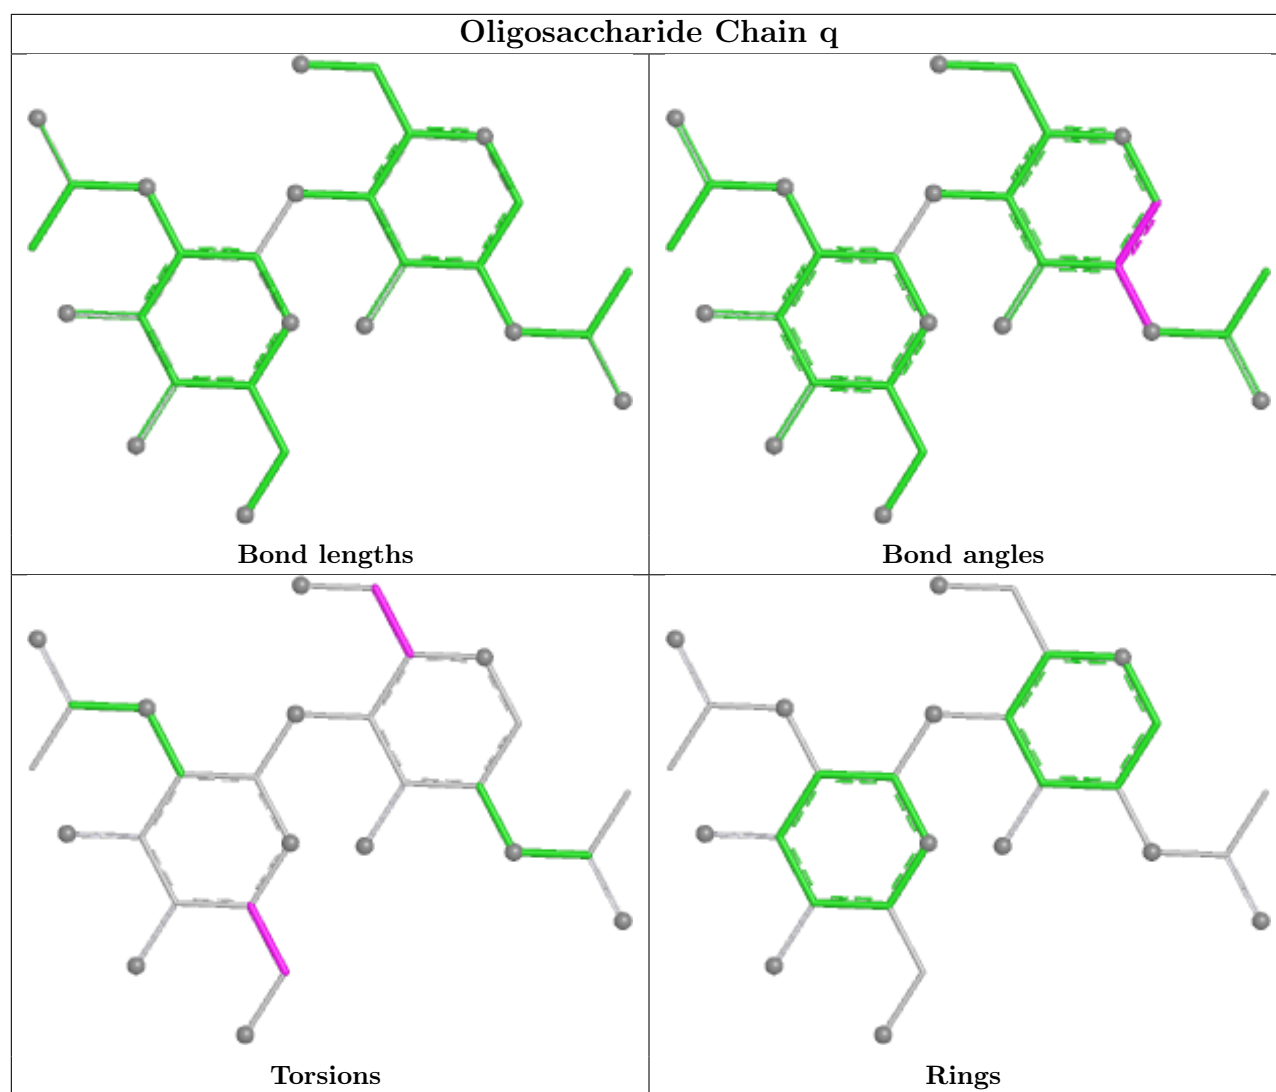 Oligosaccharide Chain q
Bond lengths
Bond angles
Torsions
Rings